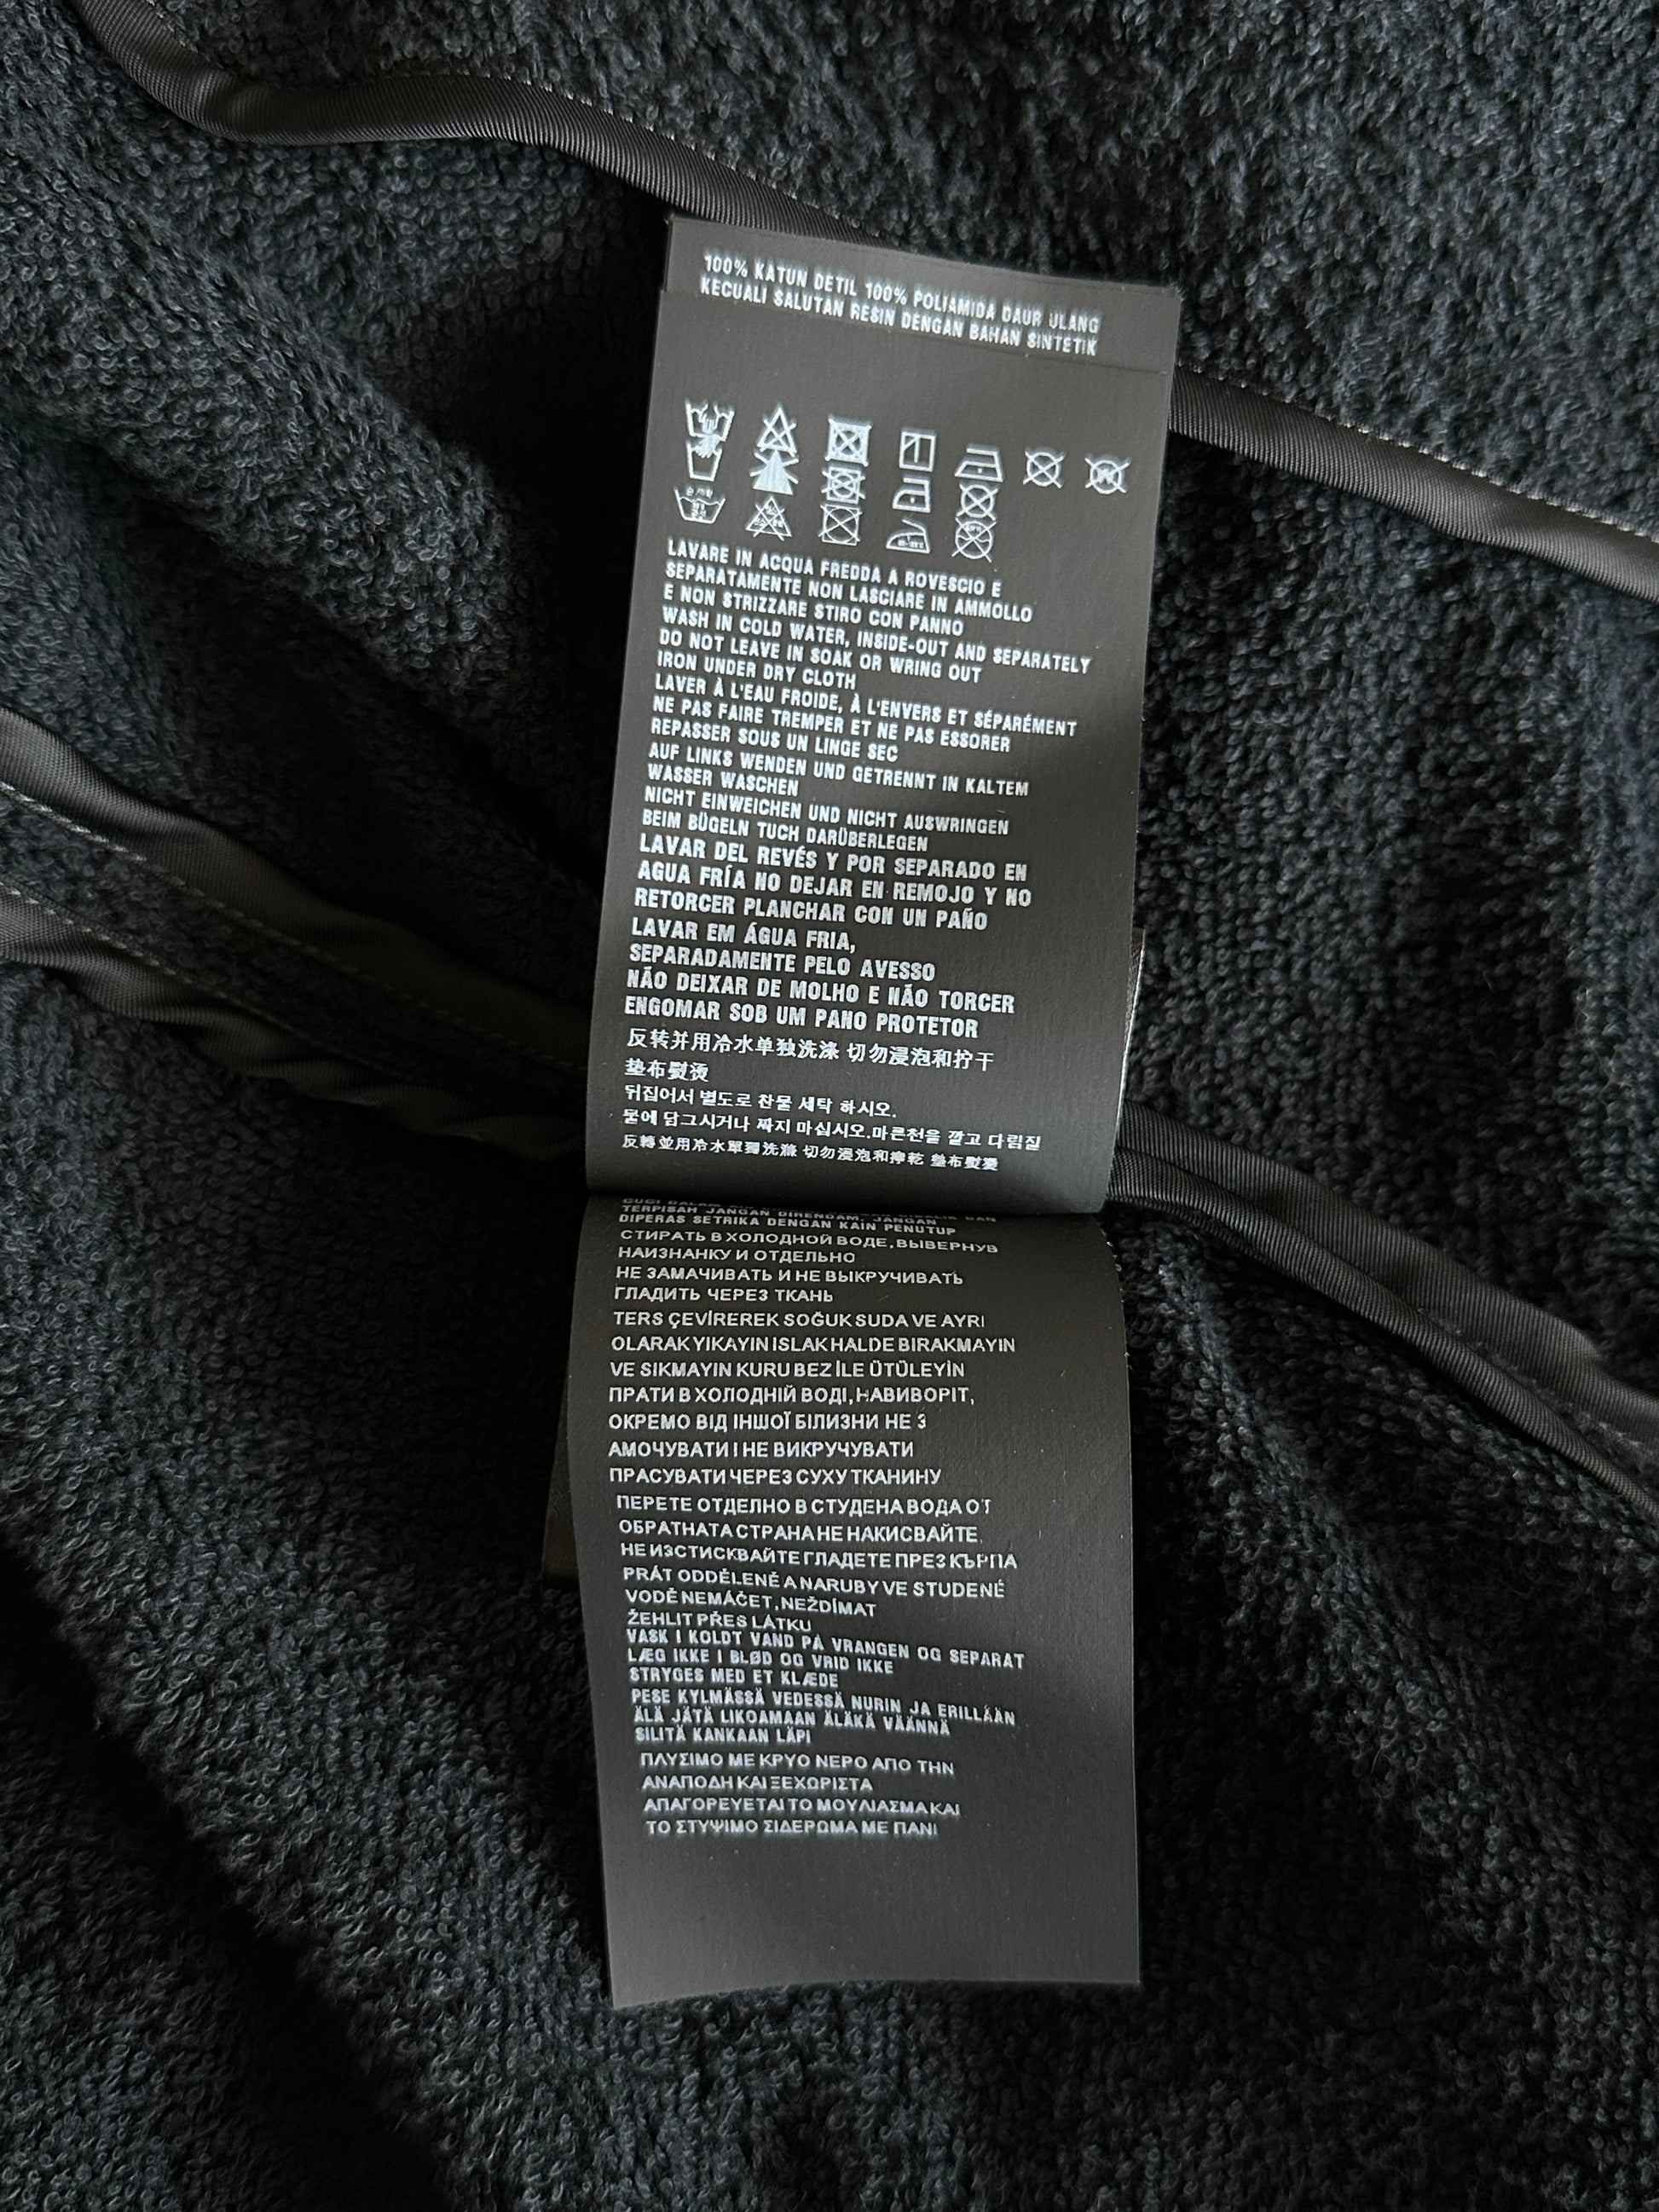 100% KATUN DETIL 100% POLIAMIDA DAUR ULANG
KECUALI SALUTAN RESIN DENGAN BAHAN SINTETIK
LAVARE IN ACQUA FREDDA A ROVESCIO E
SEPARATAMENTE NON LASCIARE IN AMMOLLO
E NON STRIZZARE STIRO CON PANNO
WASH IN COLD WATER, INSIDE-OUT AND SEPARATELY
DO NOT LEAVE IN SOAK OR WRING OUT
IRON UNDER DRY CLOTH
LAVER À L'EAU FROIDE, À L'ENVERS ET SÉPARÉMENT
NE PAS FAIRE TREMPER ET NE PAS ESSORER
REPASSER SOUS UN LINGE SEC
AUF LINKS WENDEN UND GETRENNT IN KALTEM
WASSER WASCHEN
NICHT EINWEICHEN UND NICHT AUSWRINGEN
BEIM BÜGELN TUCH DARÜBERLEGEN
LAVAR DEL REVÉS Y POR SEPARADO EN
AGUA FRÍA NO DEJAR EN REMOJO Y NO
RETORCER PLANCHAR CON UN PAÑO
LAVAR EM ÁGUA FRIA,
SEPARADAMENTE PELO AVESSO
NÃO DEIXAR DE MOLHO E NÃO TORCER
ENGOMAR SOB UM PANO PROTETOR
反转并用冷水单独洗涤 切勿浸泡和拧干
垫布熨烫
뒤집어서 별도로 찬물 세탁 하시오.
물에 담그시거나 짜지 마십시오.마른천을 깔고 다림질
反轉並用冷水單獨洗滌 切勿浸泡和擰乾 墊布熨燙
TERPISAH JANGAN DIRENDAM, JANGAN
DIPERAS SETRIKA DENGAN KAIN PENUTUP
СТИРАТЬ В ХОЛОДНОЙ ВОДЕ, ВЫВЕРНУВ
НАИЗНАНКУ И ОТДЕЛЬНО
НЕ ЗАМАЧИВАТЬ И НЕ ВЫКРУЧИВАТЬ
ГЛАДИТЬ ЧЕРЕЗ ТКАНЬ
TERS ÇEVİREREK SOĞUK SUDA VE AYRI
OLARAK YIKAYIN ISLAK HALDE BIRAKMAYIN
VE SIKMAYIN KURU BEZ İLE ÜTÜLEYİN
ПРАТИ В ХОЛОДНІЙ ВОДІ, НАВИВОРІТ,
ОКРЕМО ВІД ІНШОЇ БІЛИЗНИ НЕ З
АМОЧУВАТИ І НЕ ВИКРУЧУВАТИ
ПРАСУВАТИ ЧЕРЕЗ СУХУ ТКАНИНУ
ПЕРЕТЕ ОТДЕЛНО В СТУДЕНА ВОДА ОТ
ОБРАТНАТА СТРАНА НЕ НАКИСВАЙТЕ.
НЕ ИЗСТИСКВАЙТЕ ГЛАДЕТЕ ПРЕЗ КЪРПА
PRÁT ODDĚLENĚ A NARUBY VE STUDENÉ
VODĚ NEMÁČET, NEŽDÍMAT
ŽEHLIT PŘES LÁTKU
VASK I KOLDT VAND PÅ VRANGEN OG SEPARAT
LÆG IKKE I BLØD OG VRID IKKE
STRYGES MED ET KLÆDE
PESE KYLMÄSSÄ VEDESSÄ NURIN JA ERILLÄÄN
ÄLÄ JÄTÄ LIKOAMAAN ÄLÄKÄ VÄÄNNÄ
SILITÄ KANKAAN LÄPI
ΠΛΥΣΙΜΟ ΜΕ ΚΡΥΟ ΝΕΡΟ ΑΠΟ ΤΗΝ
ΑΝΑΠΟΔΗ ΚΑΙ ΞΕΧΩΡΙΣΤΑ
ΑΠΑΓΟΡΕΥΕΤΑΙ ΤΟ ΜΟΥΛΙΑΣΜΑ ΚΑΙ
ΤΟ ΣΤΥΨΙΜΟ ΣΙΔΕΡΩΜΑ ΜΕ ΠΑΝΙ